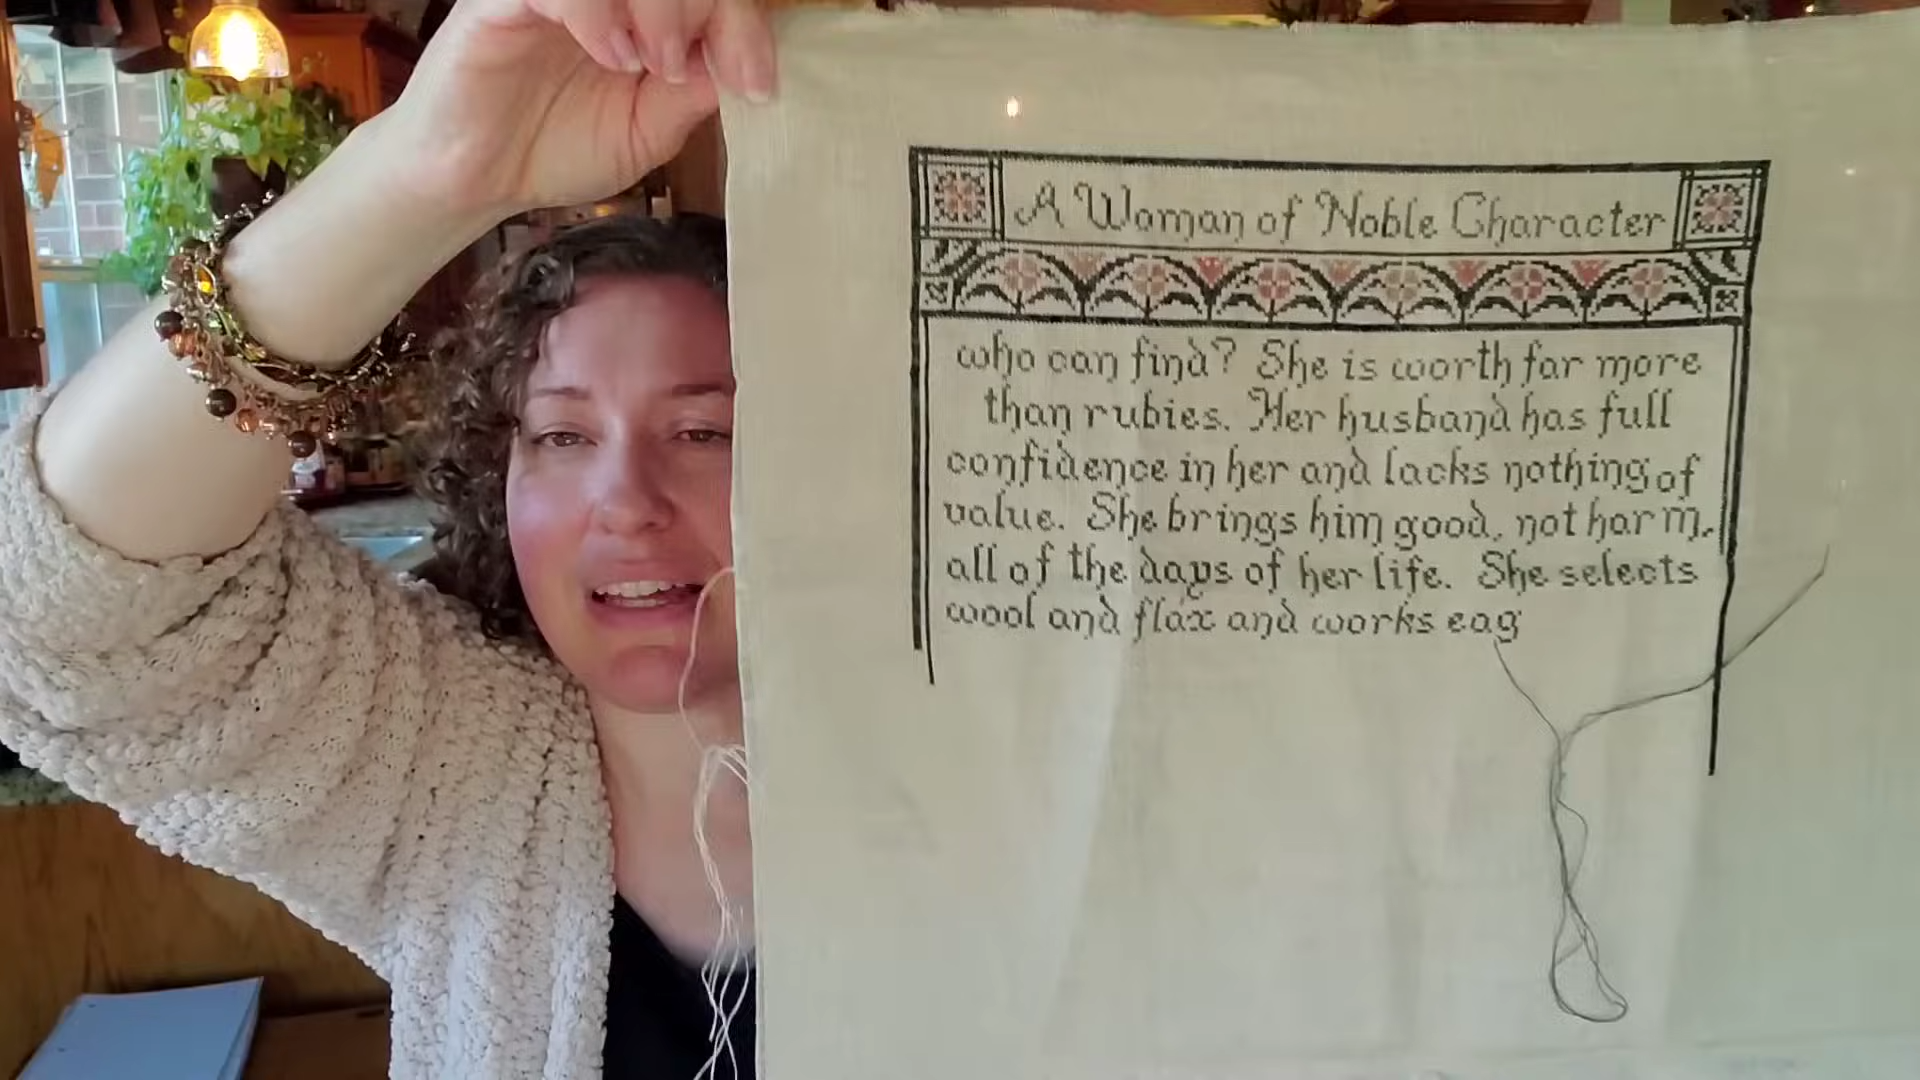 A Woman of Noble Character
who can find? She is worth far more
than rubies. Her husband has full
confidence in her and lacks nothing of
value. She brings him good, not harm,
all of the days of her life. She selects
wool and flax and works eag